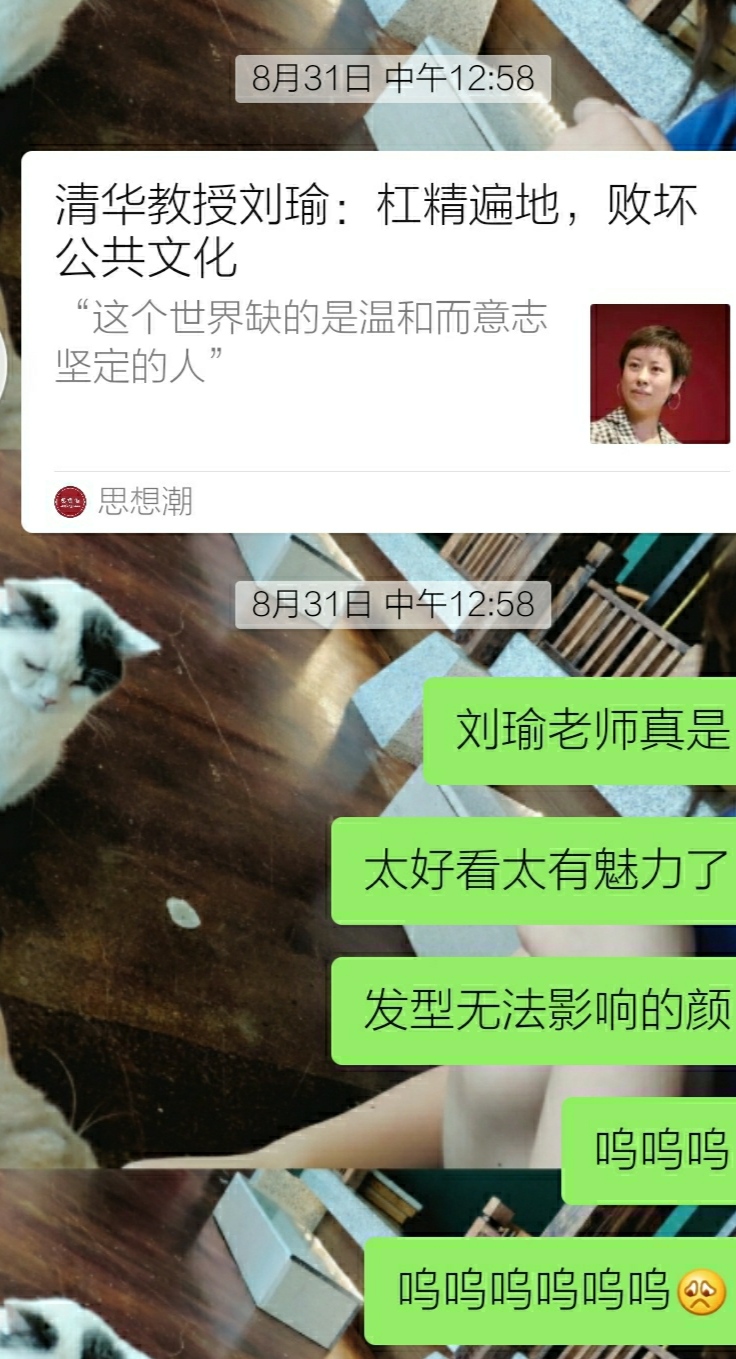 8月31日 中午12:58
清华教授刘瑜：杠精遍地，败坏
公共文化
“这个世界缺的是温和而意志
坚定的人”
思想潮
8月31日 中午12:58
刘瑜老师真是
太好看太有魅力了
发型无法影响的颜
呜呜呜
呜呜呜呜呜呜😞